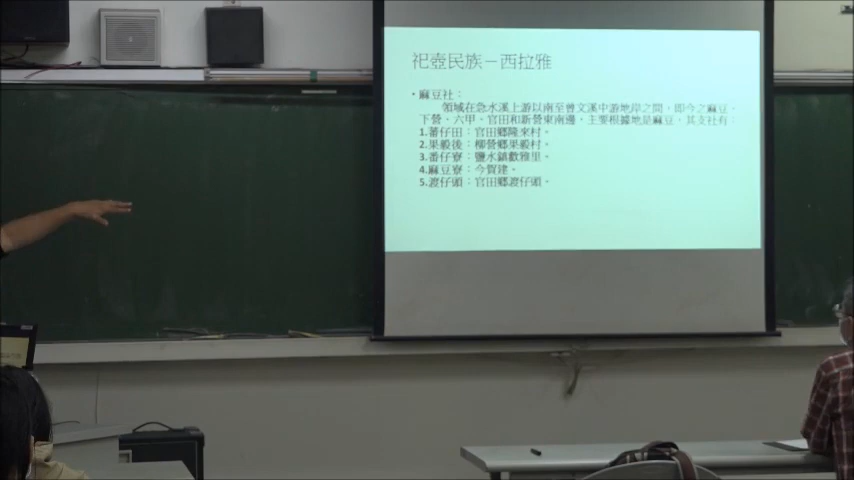 祀壺民族－西拉雅
• 麻豆社：
領域在急水溪上游以南至曾文溪中游地岸之間，即今之麻豆、
下營、六甲、官田和新營東南邊，主要根據地是麻豆，其支社有：
1.蕃仔田：官田鄉隆來村。
2.果毅後：柳營鄉果毅村。
3.番仔寮：鹽水鎮歡雅里。
4.麻豆寮：今賀建。
5.渡仔頭：官田鄉渡仔頭。